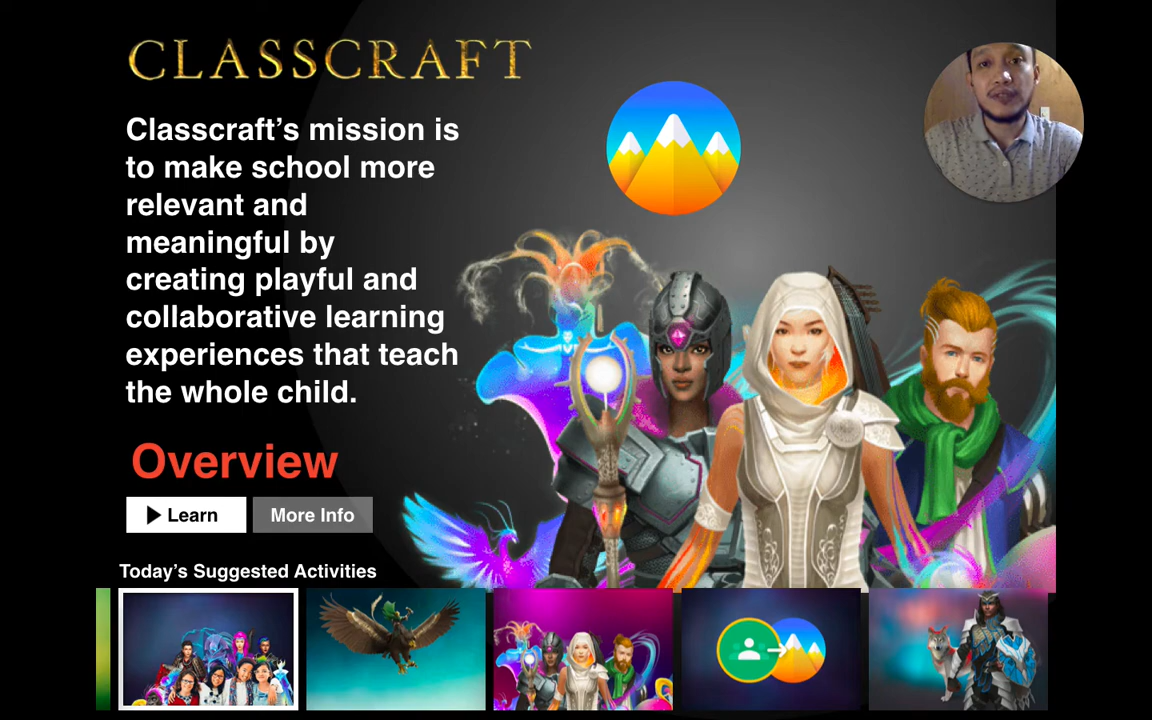 CLASSCRAFT
Classcraft's mission is
to make school more
relevant and
meaningful by
creating playful and
collaborative learning
experiences that teach
the whole child.
Overview
Learn
More Info
Today's Suggested Activities